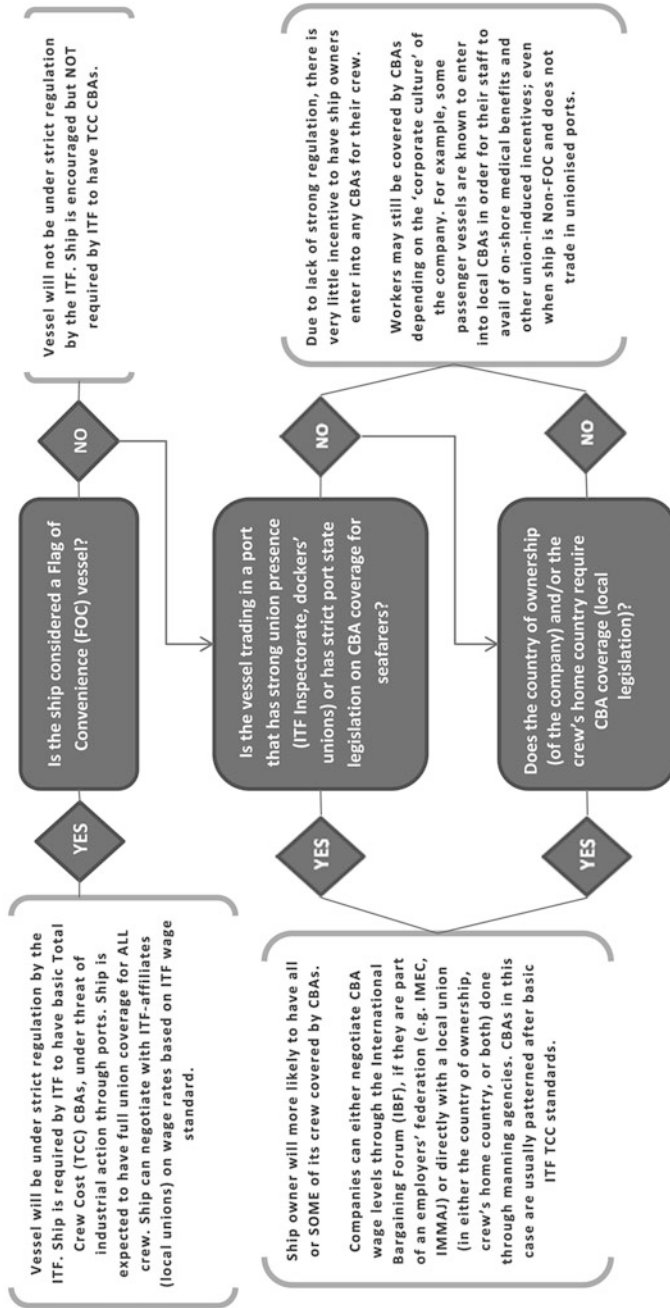 Vessel will be under strict regulation by the
ITF. Ship is required by ITF to have basic Total
Crew Cost (TCC) CBAs, under threat of
industrial action through ports. Ship is
expected to have full union coverage for ALL
crew. Ship can negotiate with ITF-affiliates
(local unions) on wage rates based on ITF wage
standard.
YES
Is the ship considered a Flag of
Convenience (FOC) vessel?
NO
Vessel will not be under strict regulation
by the ITF. Ship is encouraged but NOT
required by ITF to have TCC CBAs.
Ship owner will more likely to have all
or SOME of its crew covered by CBAs.
Companies can either negotiate CBA
wage levels through the International
Bargaining Forum (IBF), if they are part
of an employers’ federation (e.g. IMEC,
IMMAJ) or directly with a local union
(in either the country of ownership,
crew’s home country, or both) done
through manning agencies. CBAs in this
case are usually patterned after basic
ITF TCC standards.
YES
Is the vessel trading in a port
that has strong union presence
(ITF Inspectorate, dockers’
unions) or has strict port state
legislation on CBA coverage for
seafarers?
NO
YES
Does the country of ownership
(of the company) and/or the
crew’s home country require
CBA coverage (local
legislation)?
NO
Due to lack of strong regulation, there is
very little incentive to have ship owners
enter into any CBAs for their crew.
Workers may still be covered by CBAs
depending on the ‘corporate culture’ of
the company. For example, some
passenger vessels are known to enter
into local CBAs in order for their staff to
avail of on-shore medical benefits and
other union-induced incentives; even
when ship is Non-FOC and does not
trade in unionised ports.